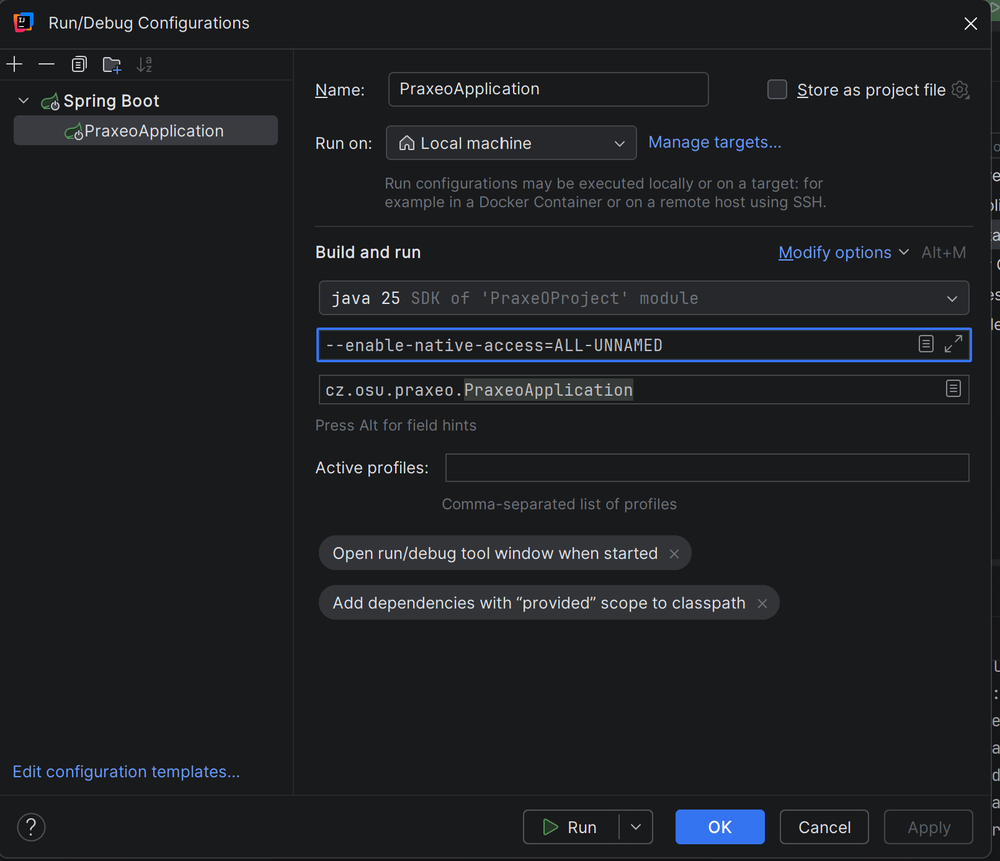 Run/Debug Configurations
Spring Boot
PraxeoApplication
Edit configuration templates...
Name: PraxeoApplication Store as project file
Run on: Local machine Manage targets...
Run configurations may be executed locally or on a target: for
example in a Docker Container or on a remote host using SSH.
Build and run Modify options Alt+M
java 25 SDK of 'PraxeOProject' module
--enable-native-access=ALL-UNNAMED
cz.osu.praxeo.PraxeoApplication
Press Alt for field hints
Active profiles:
Comma-separated list of profiles
Open run/debug tool window when started
Add dependencies with “provided” scope to classpath
? Run OK Cancel Apply